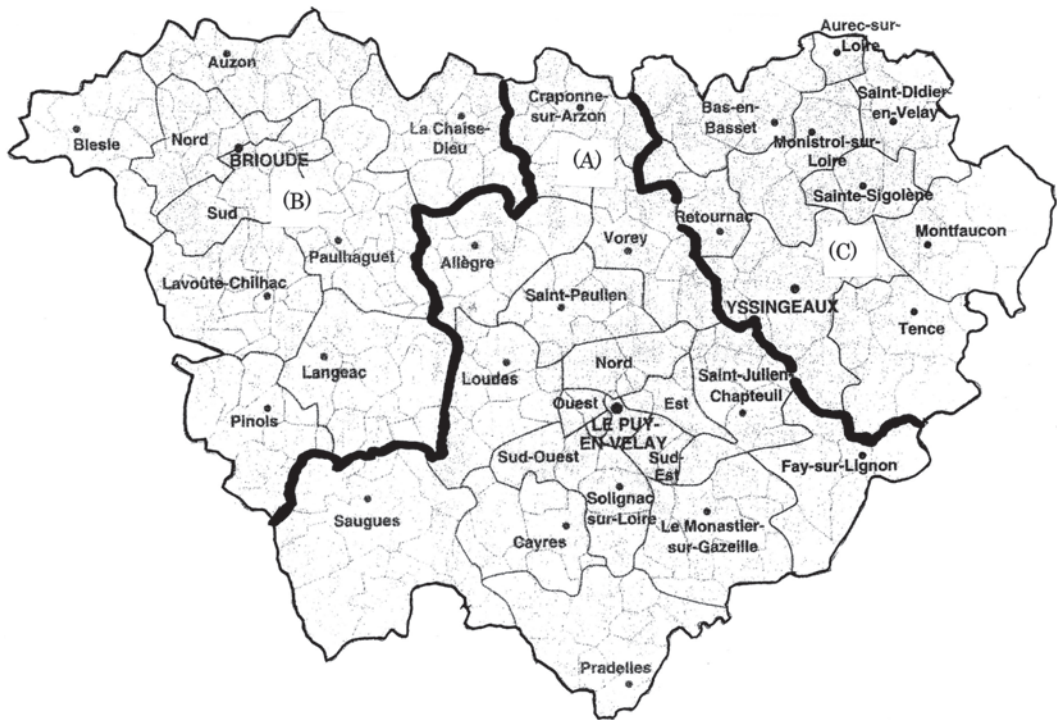 Auzon
Blesle
Nord
BRIOUDE
(B)
Sud
La Chaise-
Dieu
Paulhaguet
Lavoûte-Chilhac
Langeac
Pinols
Craponne-
sur-Arzon
(A)
Allègre
Vorey
Saint-Paulien
Loudes
Nord
Ouest
Est
LE PUY-
EN-VELAY
Sud-Ouest
Sud-
Est
Saint-Julien-
Chapteuil
Solignac
sur-Loire
Cayres
Le Monastier-
sur-Gazeille
Fay-sur-Lignon
Saugues
Pradelles
Aurec-sur-
Loire
Bas-en-
Basset
Saint-Didier-
en-Velay
Monistrol-sur-
Loire
Sainte-Sigolène
Retournac
(C)
Montfaucon
YSSINGEAUX
Tence